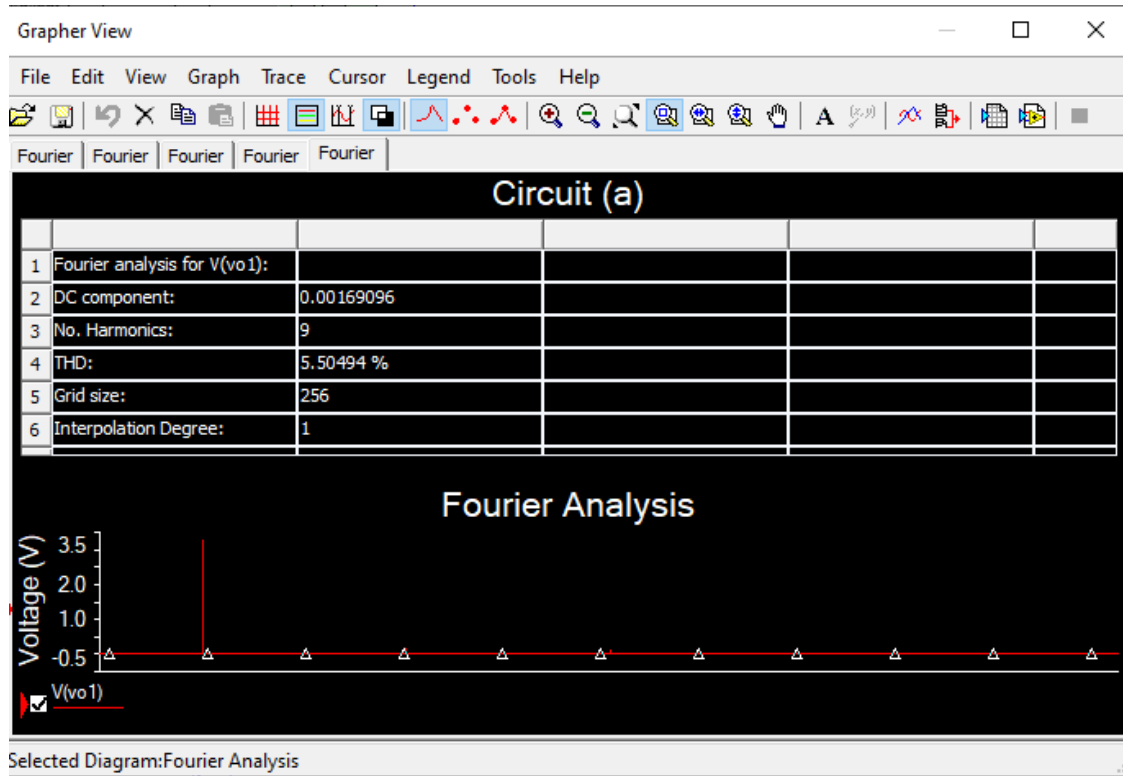 Grapher View
File Edit View Graph Trace Cursor Legend Tools Help
A (x,y)
Fourier Fourier Fourier Fourier Fourier
Circuit (a)
1 Fourier analysis for V(vo1):
2 DC component: 0.00169096
3 No. Harmonics: 9
4 THD: 5.50494 %
5 Grid size: 256
6 Interpolation Degree: 1
Fourier Analysis
Voltage (V)
3.5
2.0
1.0
-0.5
V(vo1)
Selected Diagram:Fourier Analysis